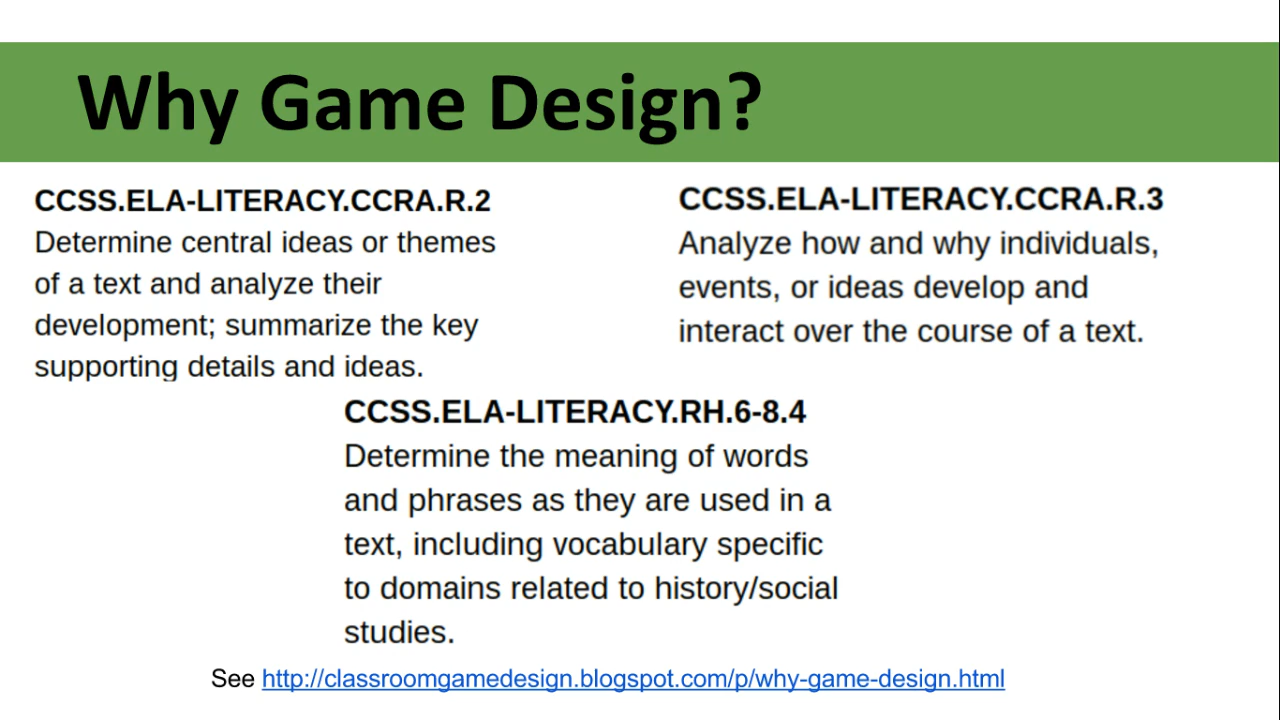 Why Game Design?
CCSS.ELA-LITERACY.CCRA.R.2
Determine central ideas or themes
of a text and analyze their
development; summarize the key
supporting details and ideas.
CCSS.ELA-LITERACY.CCRA.R.3
Analyze how and why individuals,
events, or ideas develop and
interact over the course of a text.
CCSS.ELA-LITERACY.RH.6-8.4
Determine the meaning of words
and phrases as they are used in a
text, including vocabulary specific
to domains related to history/social
studies.
See http://classroomgamedesign.blogspot.com/p/why-game-design.html